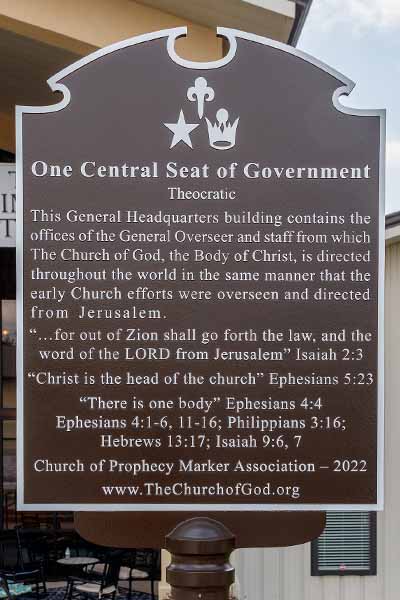 One Central Seat of Government
Theocratic
This General Headquarters building contains the
offices of the General Overseer and staff from which
The Church of God, the Body of Christ, is directed
throughout the world in the same manner that the
early Church efforts were overseen and directed
from Jerusalem.
“…for out of Zion shall go forth the law, and the
word of the LORD from Jerusalem” Isaiah 2:3
“Christ is the head of the church” Ephesians 5:23
“There is one body” Ephesians 4:4
Ephesians 4:1-6, 11-16; Philippians 3:16;
Hebrews 13:17; Isaiah 9:6, 7
Church of Prophecy Marker Association – 2022
www.TheChurchofGod.org